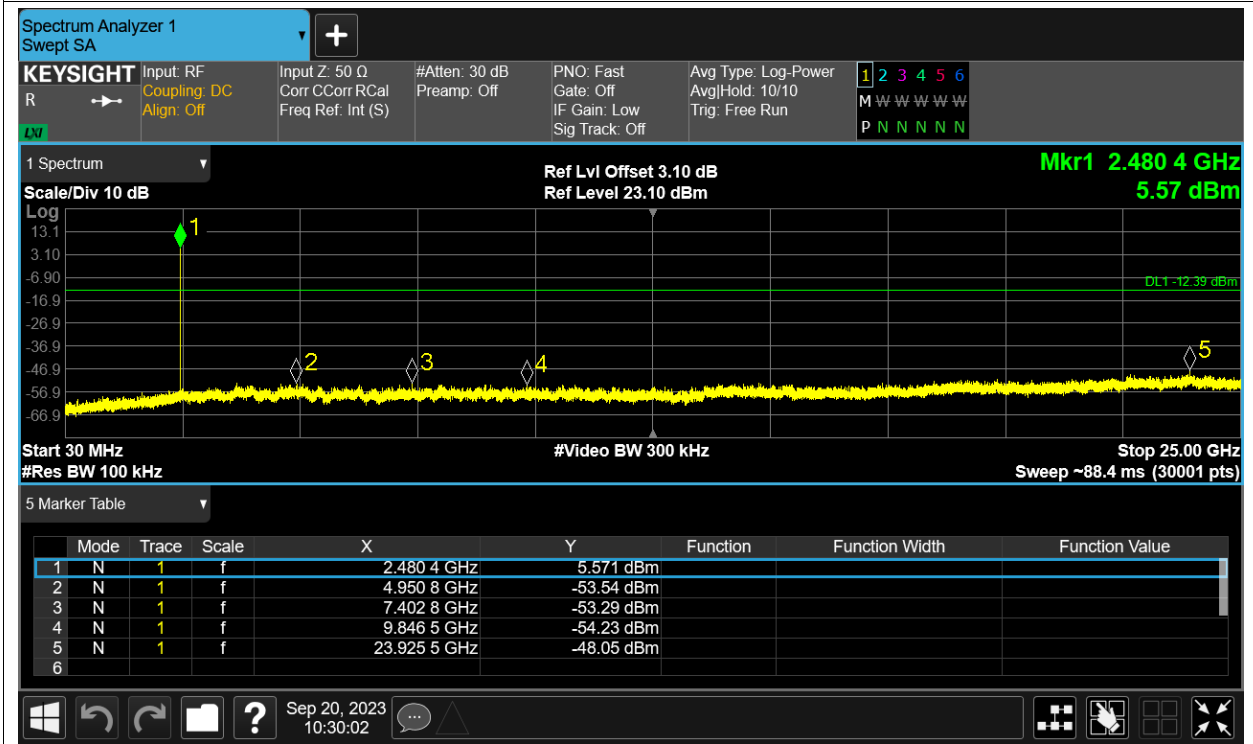 Spectrum Analyzer 1
Swept SA
+
KEYSIGHT Input: RF Input Z: 50 Ω #Atten: 30 dB PNO: Fast Avg Type: Log-Power 1 2 3 4 5 6
R Coupling: DC Corr CCorr RCal Preamp: Off Gate: Off Avg|Hold: 10/10 M W W W W W
Align: Off Freq Ref: Int (S) IF Gain: Low Trig: Free Run
LXI Sig Track: Off P N N N N N
1 Spectrum Ref Lvl Offset 3.10 dB Mkr1 2.480 4 GHz
Scale/Div 10 dB Ref Level 23.10 dBm 5.57 dBm
Log
1
13.1
3.10
-6.90
DL1 -12.39 dBm
-16.9
-26.9
-36.9
2 3 4 5
-46.9
-56.9
-66.9
Start 30 MHz #Video BW 300 kHz Stop 25.00 GHz
#Res BW 100 kHz Sweep ~88.4 ms (30001 pts)
5 Marker Table
Mode Trace Scale X Y Function Function Width Function Value
1 N 1 f 2.480 4 GHz 5.571 dBm
2 N 1 f 4.950 8 GHz -53.54 dBm
3 N 1 f 7.402 8 GHz -53.29 dBm
4 N 1 f 9.846 5 GHz -54.23 dBm
5 N 1 f 23.925 5 GHz -48.05 dBm
6
? Sep 20, 2023
10:30:02